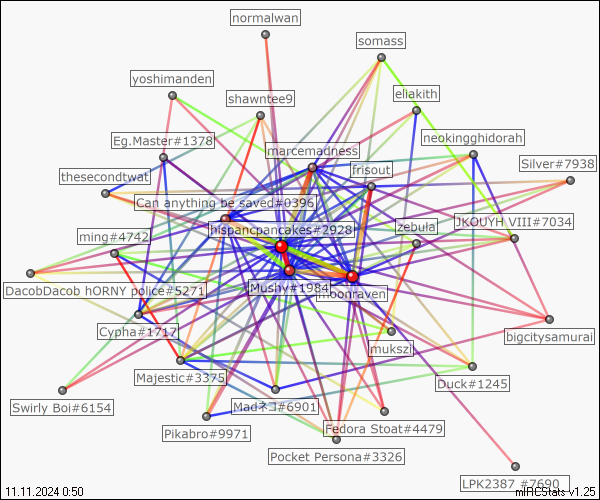 normalwan
somass
yoshimanden
eliakith
shawntee9
neokingghidorah
Eg.Master#1378
marcemadness
Silver#7938
frisout
thesecondtwat
Can anything be saved#0396
JKOUYH VIII#7034
zebula
hispancpancakes#2928
ming#4742
DacobDacob hORNY police#5271
Mushy#1984
moonraven
Cypha#1717
bigcitysamurai
mukszi
Majestic#3375
Duck#1245
Swirly Boi#6154
Madネコ#6901
Fedora Stoat#4479
Pikabro#9971
Pocket Persona#3326
LPK2387 #7690
11.11.2024 0:50
mIRCStats v1.25